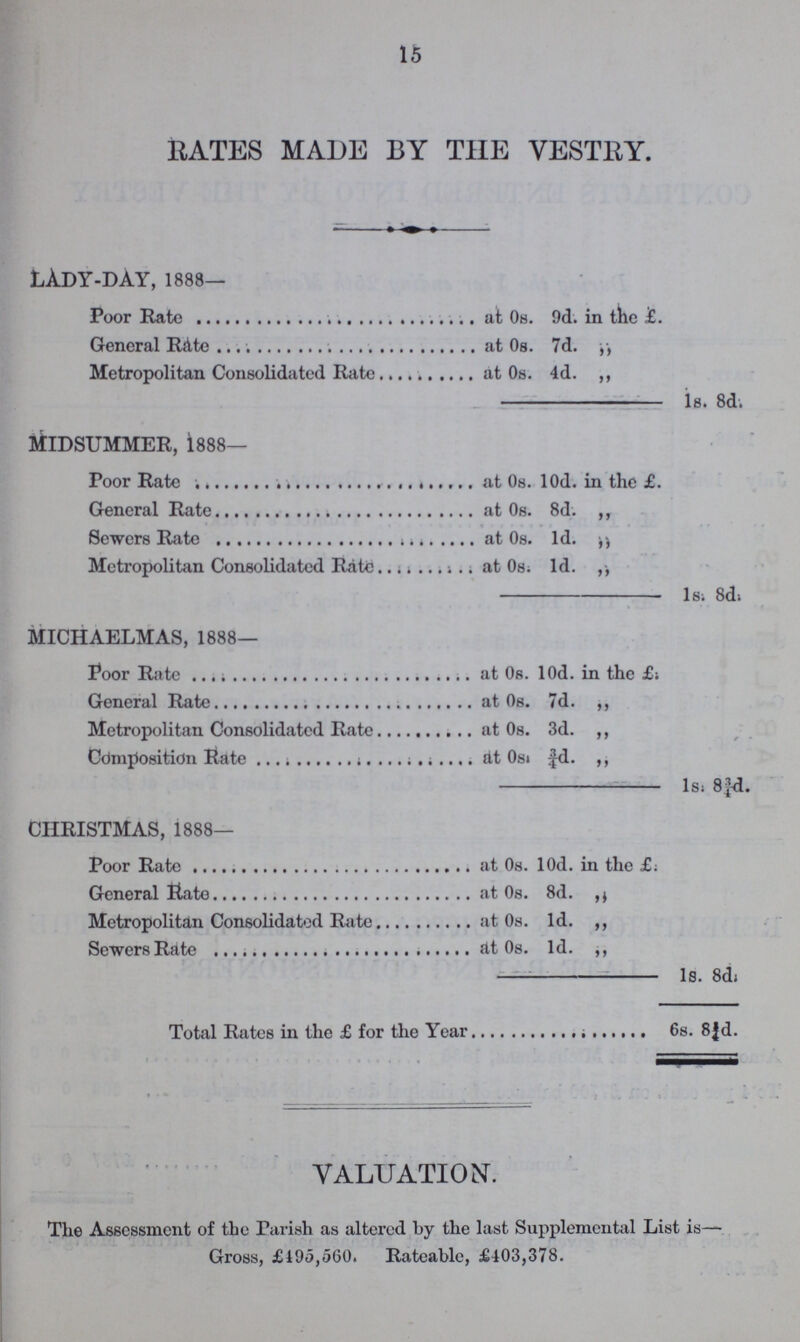 15
RATES MADE BY THE VESTRY.
LADY-DAY, 1888—
Poor Rate .............................. at 0s. 9d. in the £.
General Rate .......................... at 0s. 7d. ,,
Metropolitan Consolidated Rate.......... at 0s. 4d. ,,
1s. 8d.
MIDSUMMER, 1888—
Poor Rate .............................. at 0s. 10d. in the £.
General Rate.......................... at 0s. 8d. ,,
Sewers Rate .......................... at 0s. 1d. ,,
Metropolitan Consolidated Rate.......... at 0s. 1d. ,,
1s. 8d.
MICHAELMAS, 1888—
Poor Rate .............................. at 0s. 10d. in the £.
General Rate.......................... at 0s. 7d. ,,
Metropolitan Consolidated Rate.......... at 0s. 3d. ,,
Composition Rate ...................... at 0s. ¾d. ,,
1s. 8¾d.
CHRISTMAS, 1888—
Poor Rate .............................. at 0s. 10d. in the £.
General Rate.......................... at 0s. 8d. ,,
Metropolitan Consolidated Rate.......... at 0s. 1d. ,,
Sewers Rate .......................... at 0s. 1d. ,,
1s. 8d.
Total Rates in the £ for the Year.................. 6s. 8¾d.
VALUATION.
The Assessment of the Parish as altered by the last Supplemental List is—
Gross, £495,560. Rateable, £403,378.